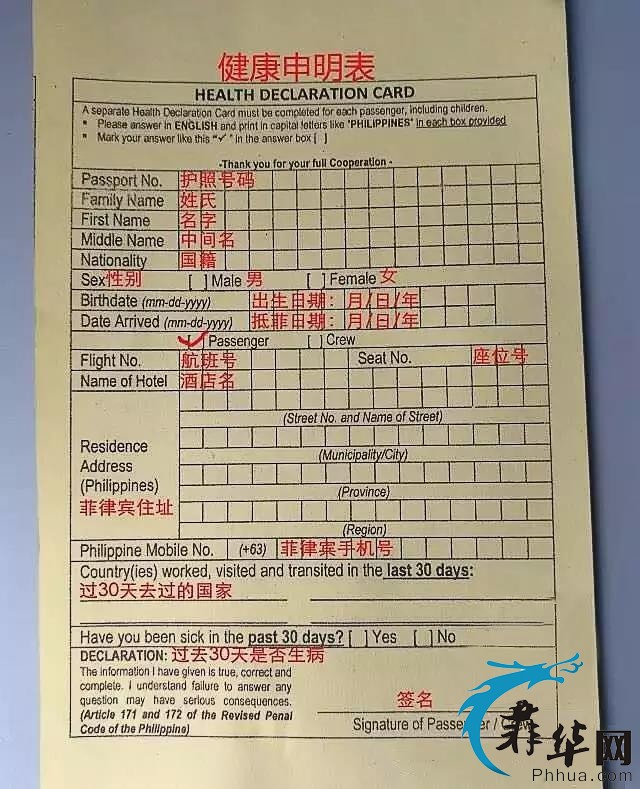 健康申明表
HEALTH DECLARATION CARD
A separate Health Declaration Card must be completed for each passenger, including children.
▪ Please answer in ENGLISH and print in capital letters like "PHILIPPINES" in each box provided
▪ Mark your answer like this "✓" in the answer box [ ]
-Thank you for your full Cooperation -
Passport No. 护照号码
Family Name 姓氏
First Name 名字
Middle Name 中间名
Nationality 国籍
Sex性别 [ ] Male 男 [ ] Female 女
Birthdate (mm-dd-yyyy) 出生日期：月/日/年
Date Arrived (mm-dd-yyyy) 抵菲日期：月/日/年
✓ Passenger [ ] Crew
Flight No. 航班号 Seat No. 座位号
Name of Hotel 酒店名
(Street No. and Name of Street)
Residence
Address
(Philippines)
菲律宾住址
(Municipality/City)
(Province)
(Region)
Philippine Mobile No. (+63) 菲律宾手机号
Country(ies) worked, visited and transited in the last 30 days:
过30天去过的国家
Have you been sick in the past 30 days? [ ] Yes [ ] No
DECLARATION: 过去30天是否生病
The information I have given is true, correct and
complete. I understand failure to answer any
question may have serious consequences.
(Article 171 and 172 of the Revised Penal
Code of the Philippine)
签名
Signature of Passenger / Crew
菲华网
Phhua.com